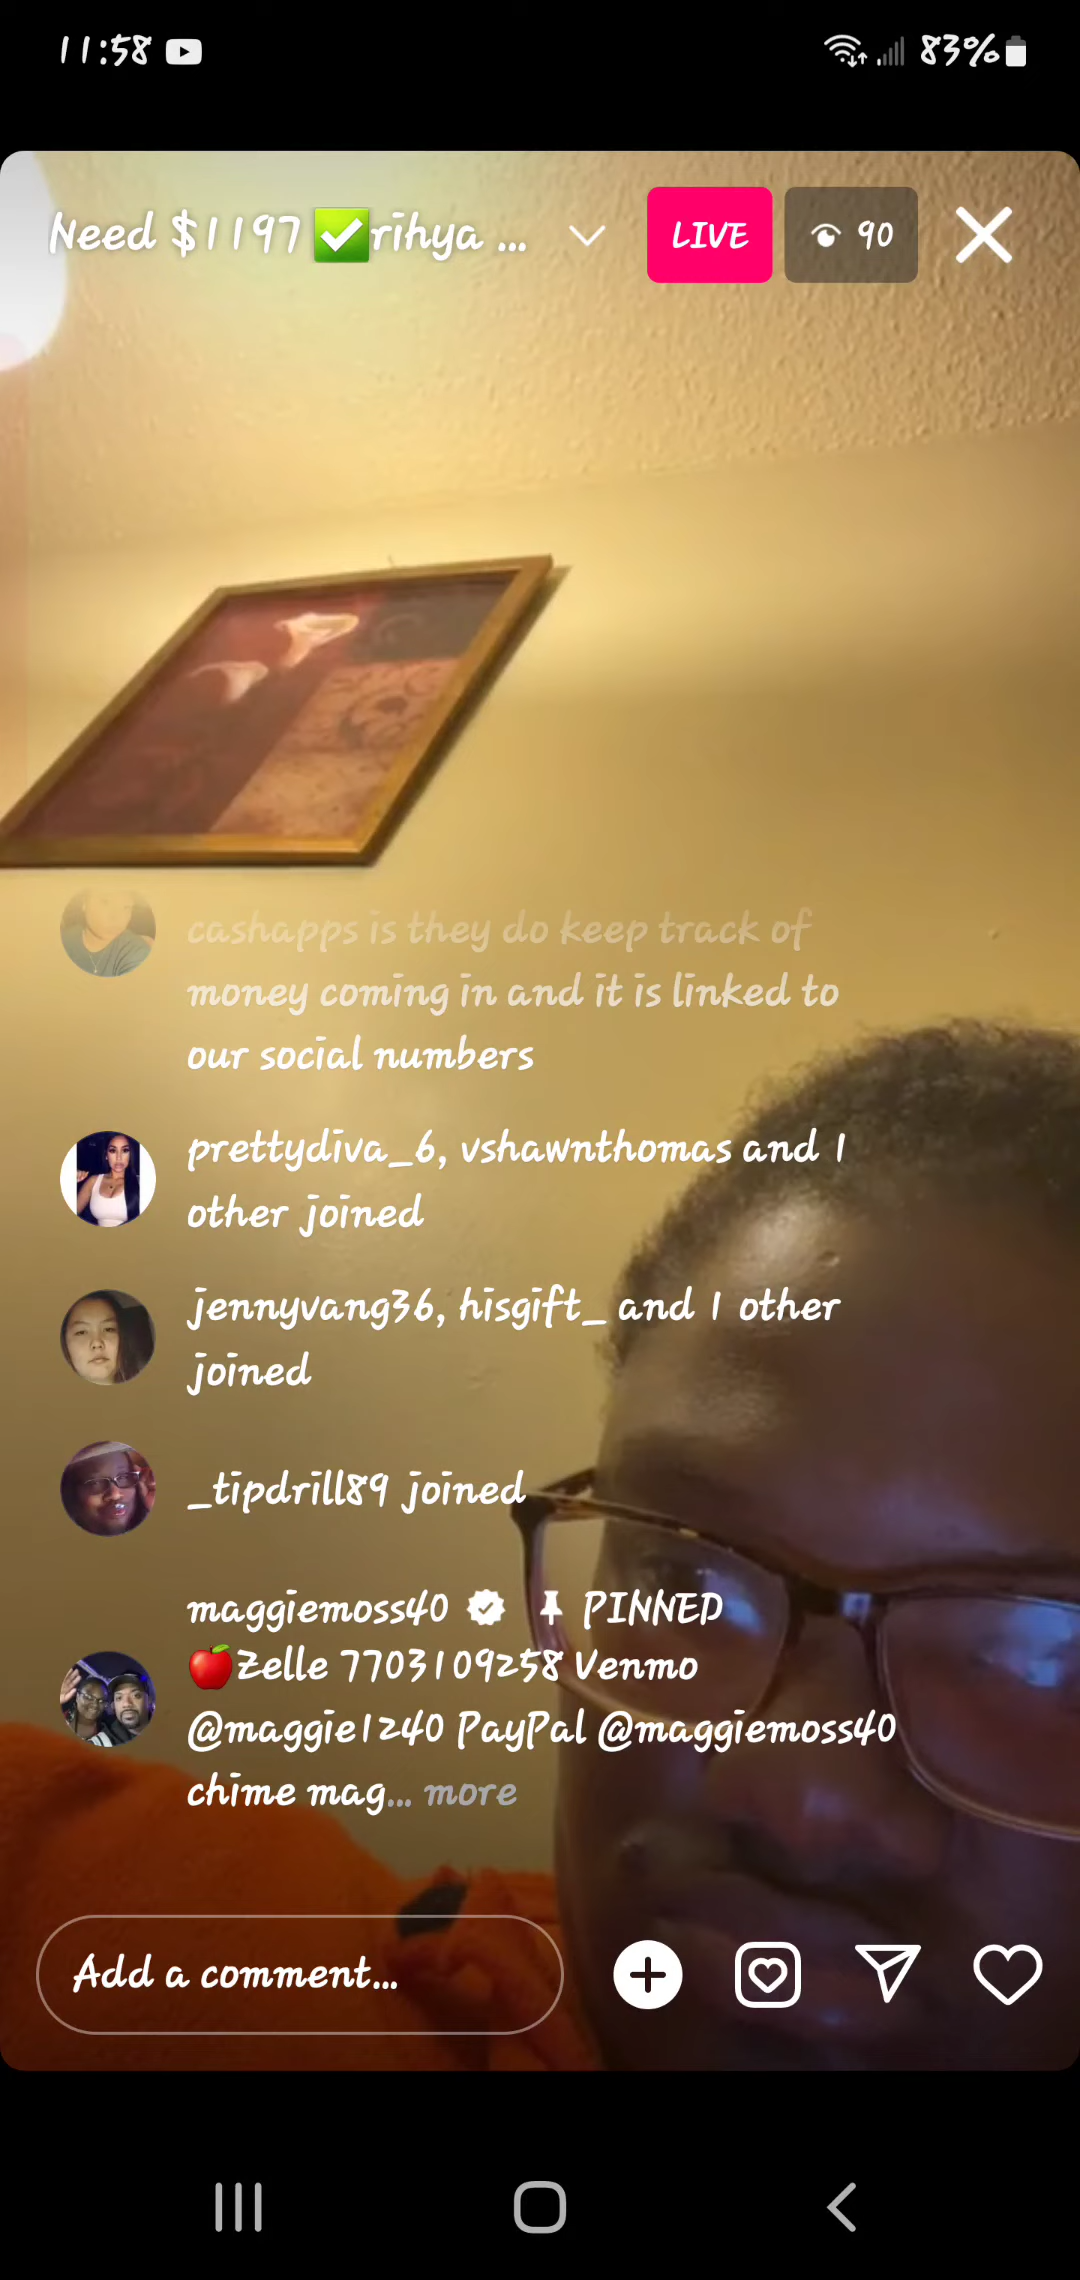 11:58 83%
Need $1197 ✅rihya ... LIVE 90
cashapps is they do keep track of
money coming in and it is linked to
our social numbers
prettydiva_6, vshawnthomas and 1
other joined
jennyvang36, hisgift_ and 1 other
joined
_tipdrill89 joined
maggiemoss40 PINNED
🍎Zelle 7703109258 Venmo
@maggie1240 PayPal @maggiemoss40
chime mag... more
Add a comment...